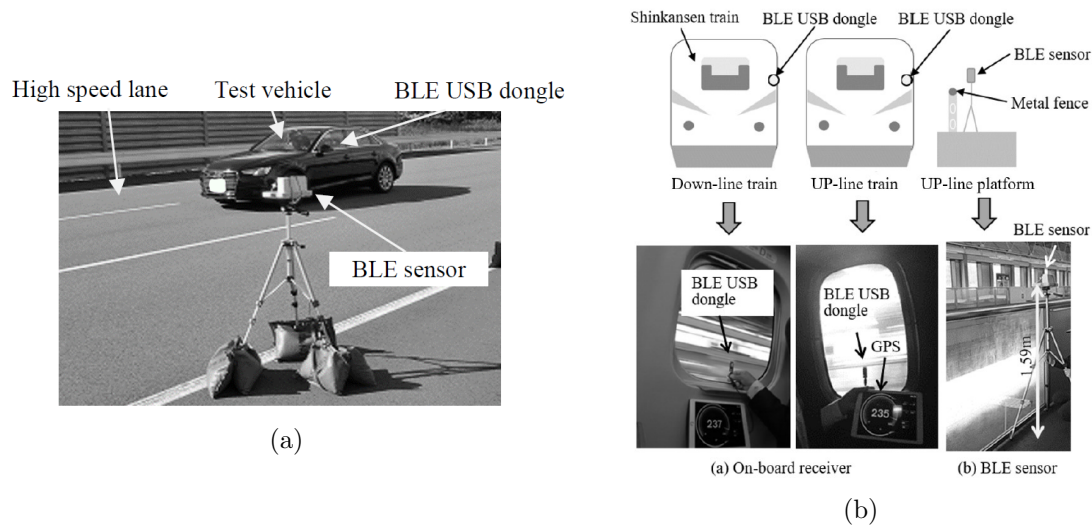 High speed lane
Test vehicle
BLE USB dongle
BLE sensor
(a)
Shinkansen train
BLE USB dongle
BLE USB dongle
BLE sensor
Metal fence
Down-line train
UP-line train
UP-line platform
BLE sensor
BLE USB
dongle
237
BLE USB
dongle
GPS
235
1.59m
(a) On-board receiver
(b) BLE sensor
(b)